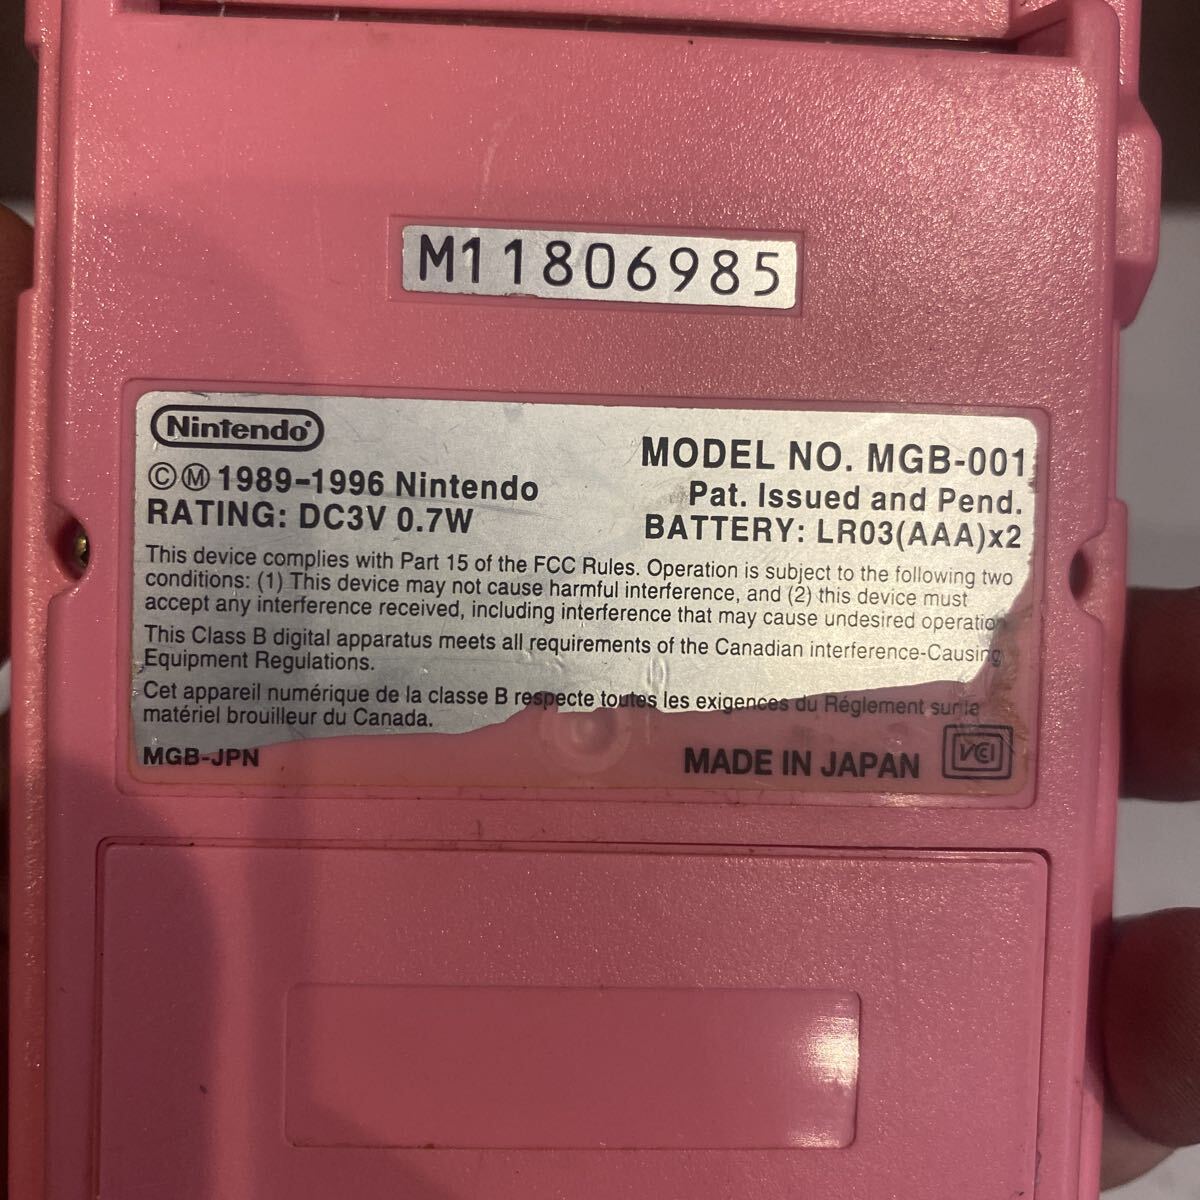 M11806985
Nintendo®
©Ⓜ 1989-1996 Nintendo
RATING: DC3V 0.7W
MODEL NO. MGB-001
Pat. Issued and Pend.
BATTERY: LR03(AAA)x2
This device complies with Part 15 of the FCC Rules. Operation is subject to the following two
conditions: (1) This device may not cause harmful interference, and (2) this device must
accept any interference received, including interference that may cause undesired operation
This Class B digital apparatus meets all requirements of the Canadian interference-Causing
Equipment Regulations.
Cet appareil numérique de la classe B respecte toutes les exigences du Réglement sur la
matériel brouilleur du Canada.
MGB-JPN
MADE IN JAPAN
VCI